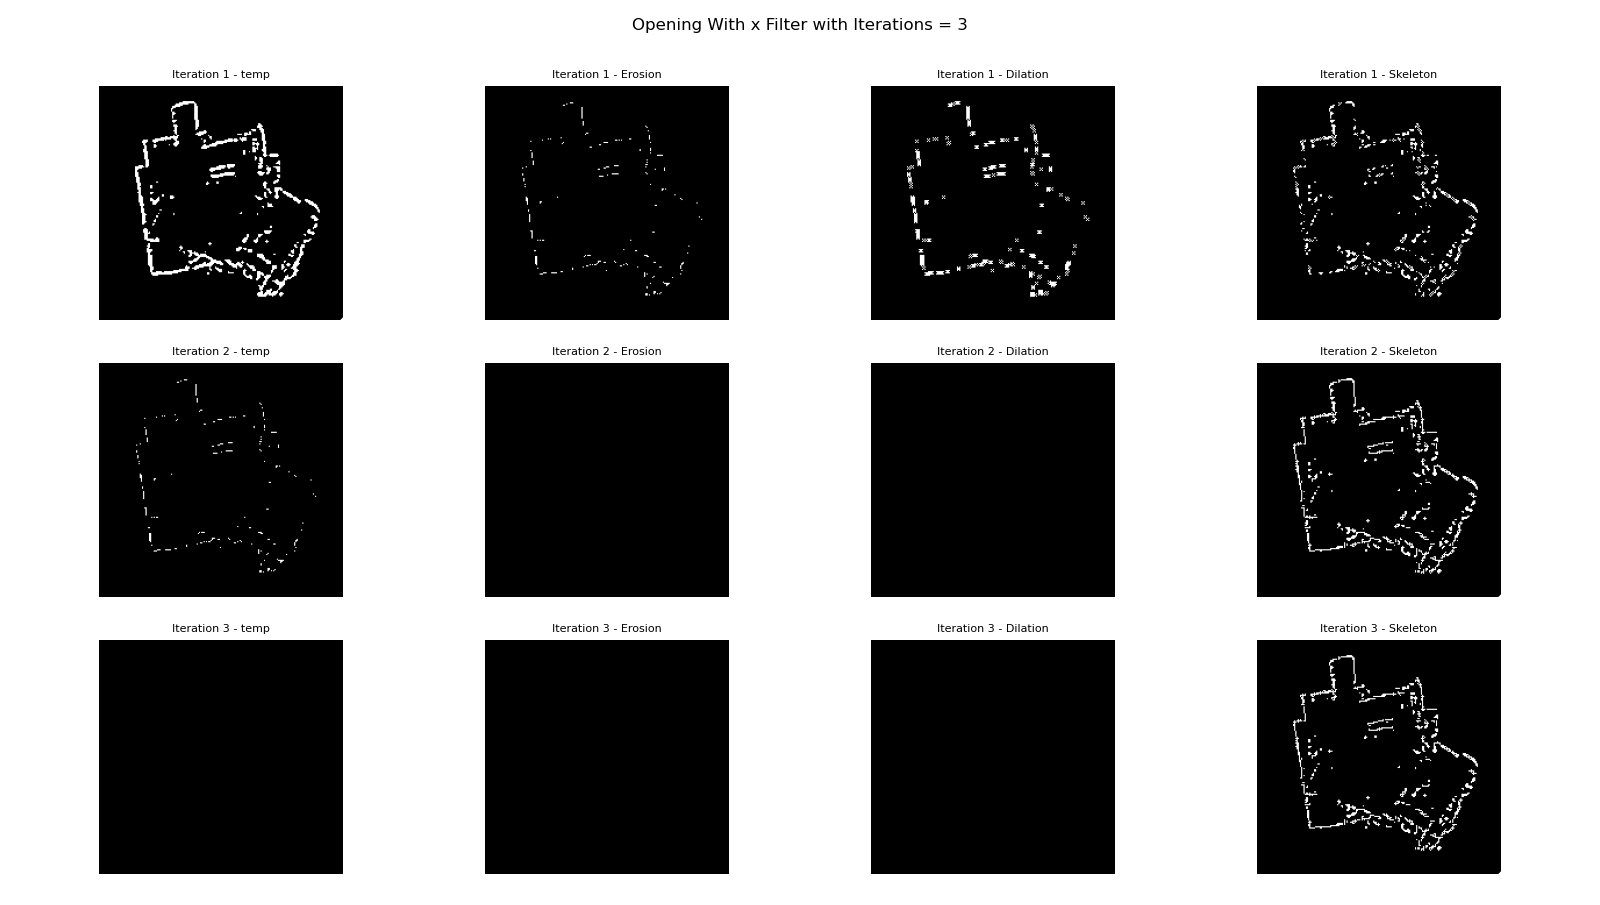 Opening With x Filter with Iterations = 3
Iteration 1 - temp
Iteration 1 - Erosion
Iteration 1 - Dilation
Iteration 1 - Skeleton
Iteration 2 - temp
Iteration 2 - Erosion
Iteration 2 - Dilation
Iteration 2 - Skeleton
Iteration 3 - temp
Iteration 3 - Erosion
Iteration 3 - Dilation
Iteration 3 - Skeleton